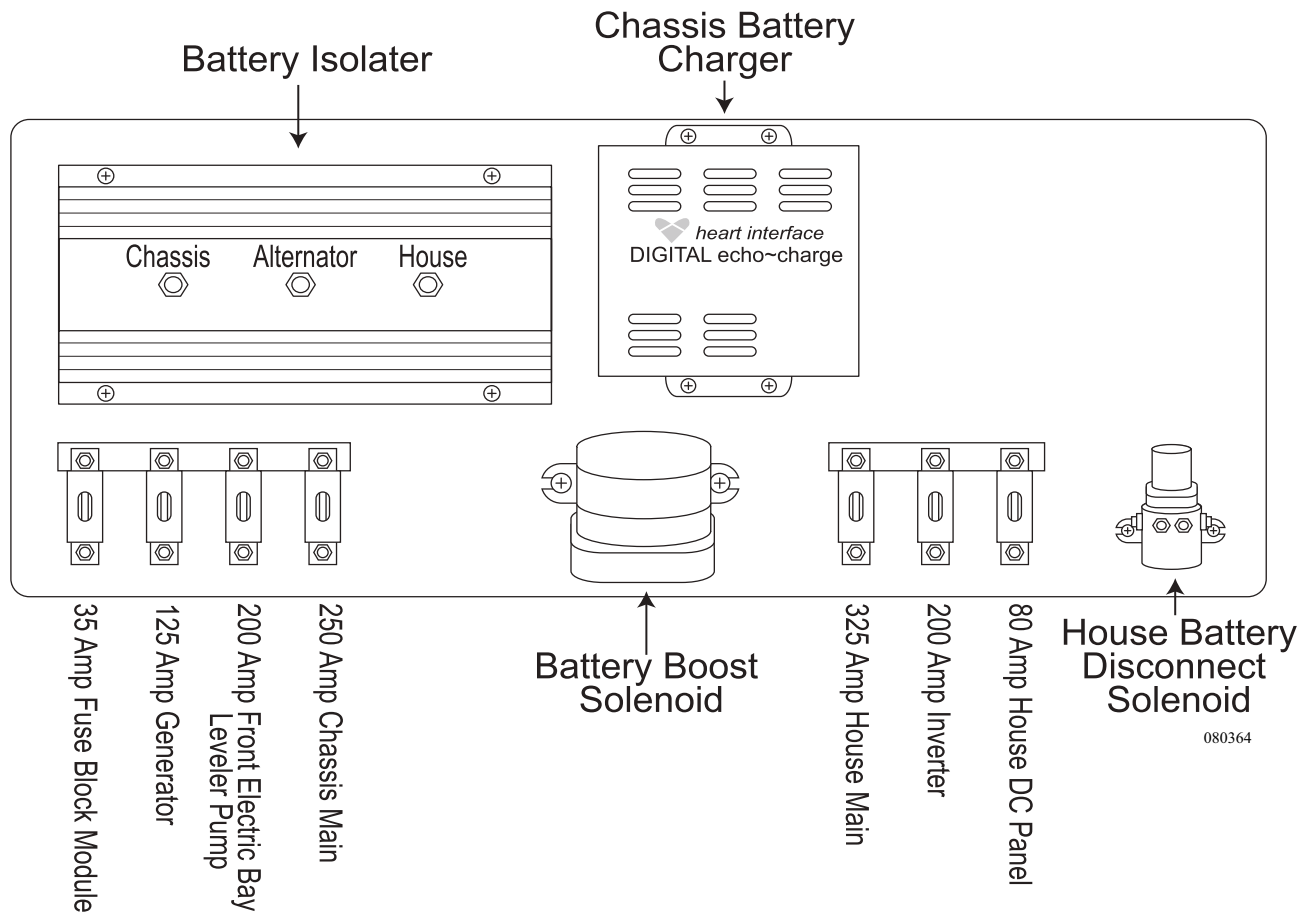 Chassis Battery
Charger
Battery Isolater
heart interface
DIGITAL echo~charge
Chassis
Alternator
House
35 Amp Fuse Block Module
125 Amp Generator
200 Amp Front Electric Bay
Leveler Pump
250 Amp Chassis Main
Battery Boost
Solenoid
325 Amp House Main
200 Amp Inverter
80 Amp House DC Panel
House Battery
Disconnect
Solenoid
080364